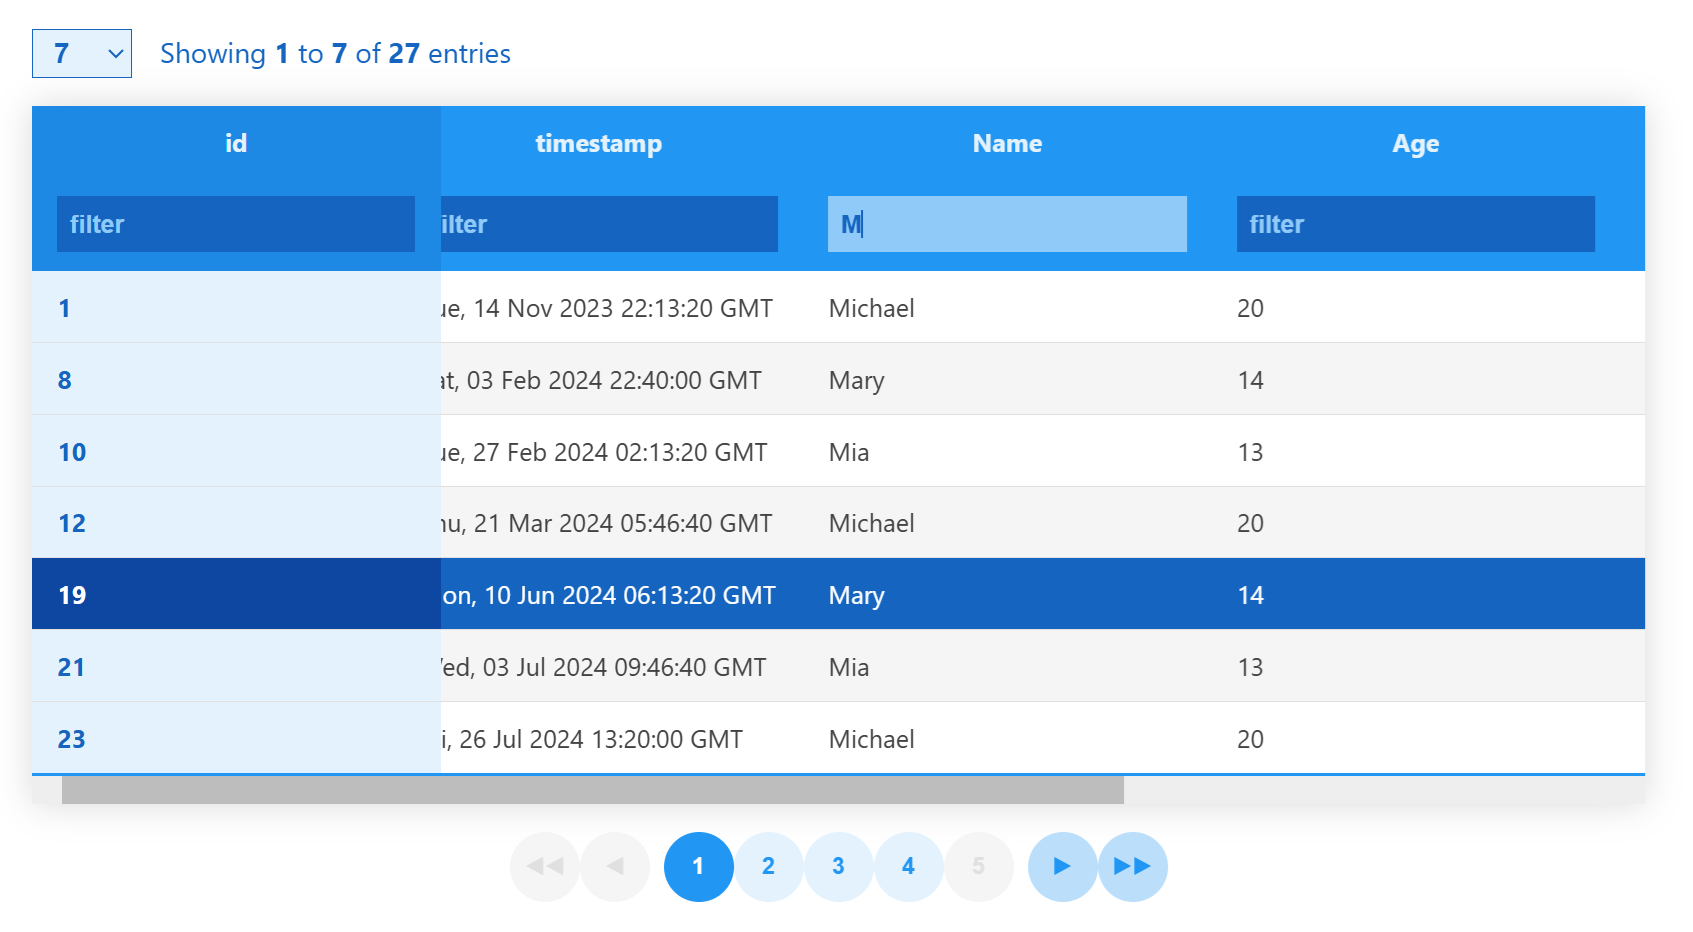 7 Showing 1 to 7 of 27 entries
id timestamp Name Age
filter ilter M filter
1 ue, 14 Nov 2023 22:13:20 GMT Michael 20
8 at, 03 Feb 2024 22:40:00 GMT Mary 14
10 ue, 27 Feb 2024 02:13:20 GMT Mia 13
12 hu, 21 Mar 2024 05:46:40 GMT Michael 20
19 on, 10 Jun 2024 06:13:20 GMT Mary 14
21 ed, 03 Jul 2024 09:46:40 GMT Mia 13
23 i, 26 Jul 2024 13:20:00 GMT Michael 20
1 2 3 4 5